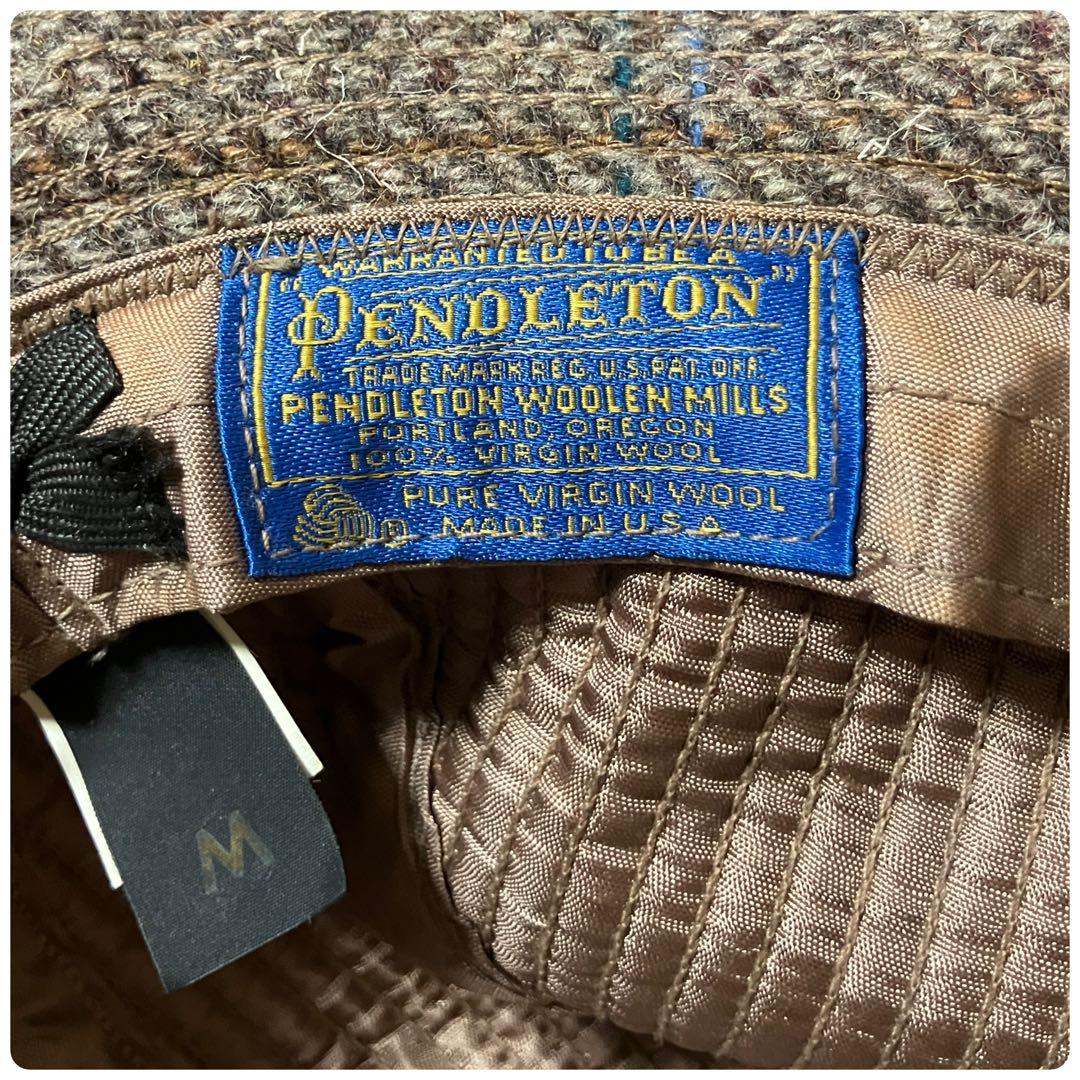 WARRANTED TO BE A
"PENDLETON"
TRADE MARK REG. U.S. PAT. OFF.
PENDLETON WOOLEN MILLS
PORTLAND, OREGON
100% VIRGIN WOOL
PURE VIRGIN WOOL
MADE IN U.S.A
M